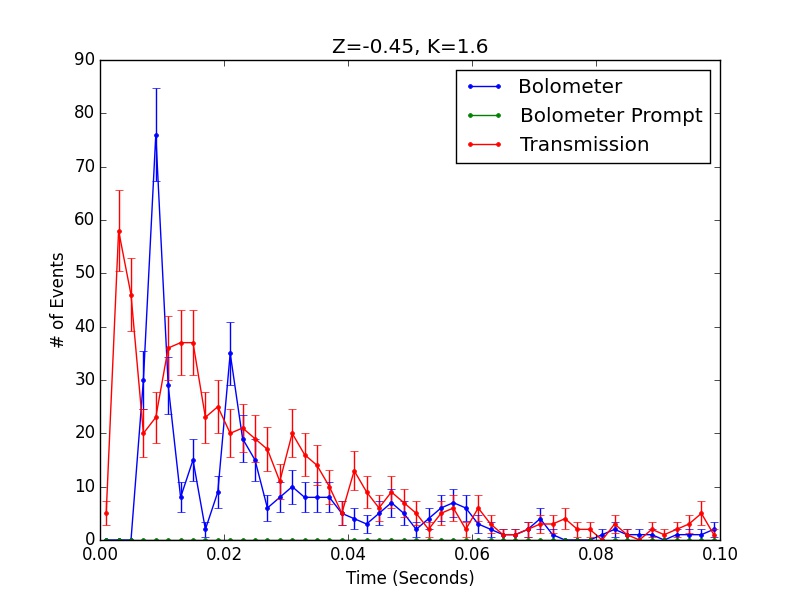 Z=-0.45, K=1.6
90
80
70
60
50
40
30
20
10
0
# of Events
Bolometer
Bolometer Prompt
Transmission
0.00 0.02 0.04 0.06 0.08 0.10
Time (Seconds)